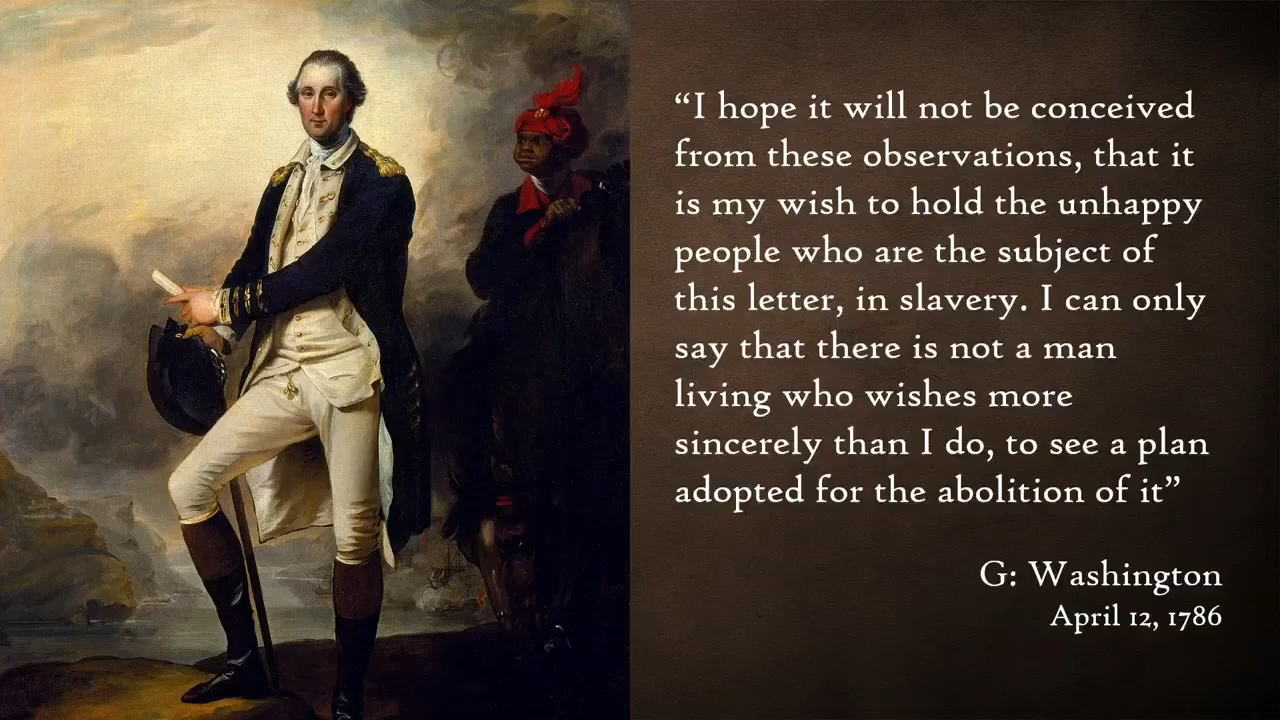 “I hope it will not be conceived
from these observations, that it
is my wish to hold the unhappy
people who are the subject of
this letter, in slavery. I can only
say that there is not a man
living who wishes more
sincerely than I do, to see a plan
adopted for the abolition of it”
G: Washington
April 12, 1786